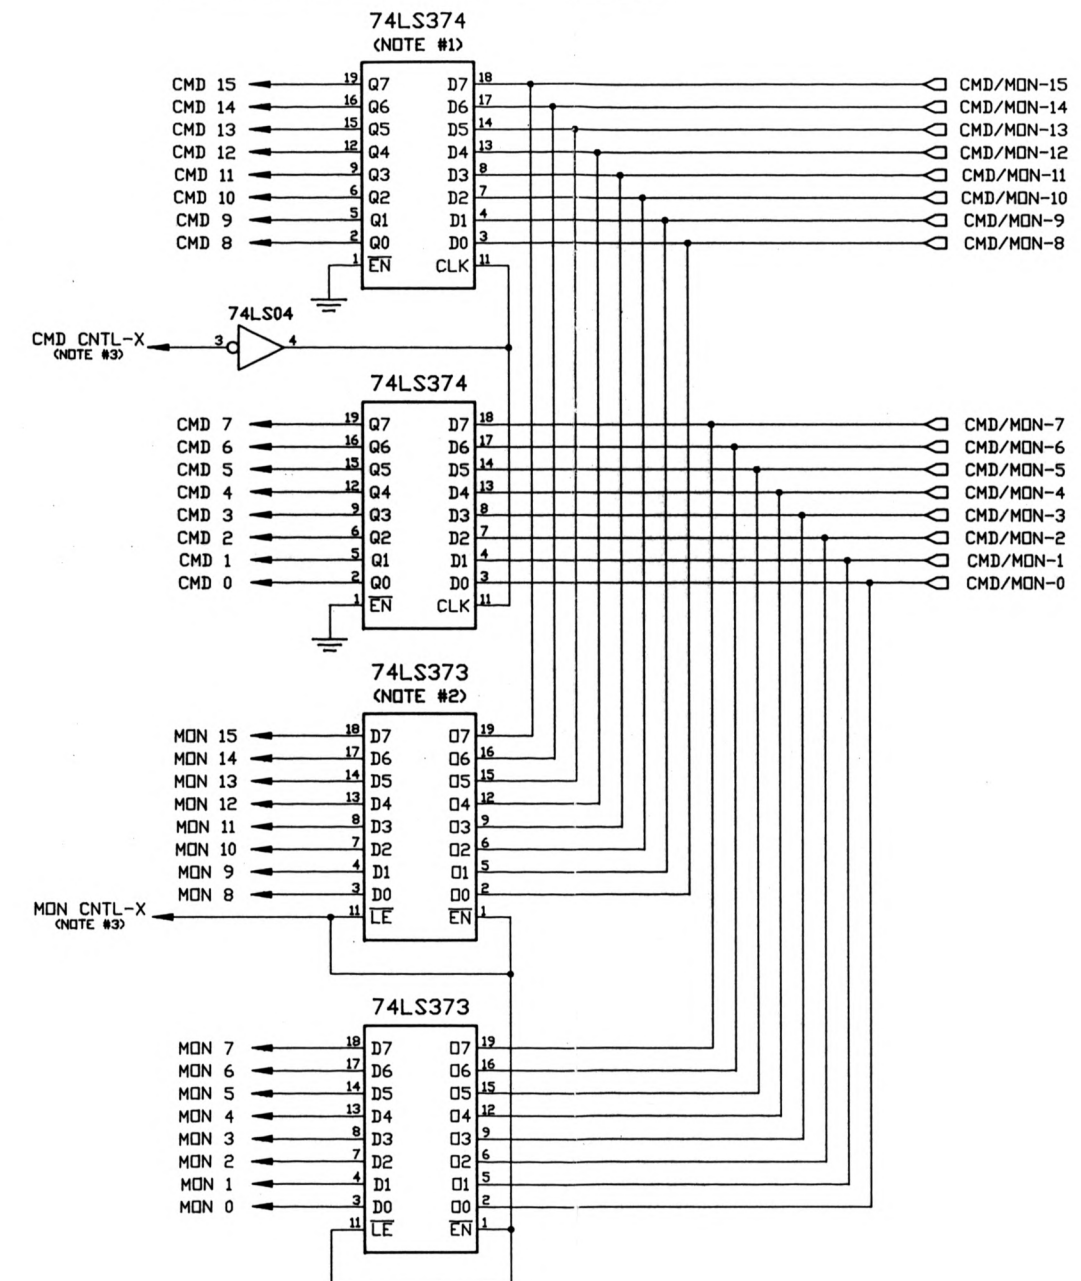 74LS374
(NOTE #1)
CMD 15 19 Q7 D7 18 CMD/MON-15
CMD 14 16 Q6 D6 17 CMD/MON-14
CMD 13 15 Q5 D5 14 CMD/MON-13
CMD 12 12 Q4 D4 13 CMD/MON-12
CMD 11 9 Q3 D3 8 CMD/MON-11
CMD 10 6 Q2 D2 7 CMD/MON-10
CMD 9 5 Q1 D1 4 CMD/MON-9
CMD 8 2 Q0 D0 3 CMD/MON-8
1 EN CLK 11
74LS04
CMD CNTL-X 3 4
(NOTE #3)
74LS374
CMD 7 19 Q7 D7 18 CMD/MON-7
CMD 6 16 Q6 D6 17 CMD/MON-6
CMD 5 15 Q5 D5 14 CMD/MON-5
CMD 4 12 Q4 D4 13 CMD/MON-4
CMD 3 9 Q3 D3 8 CMD/MON-3
CMD 2 6 Q2 D2 7 CMD/MON-2
CMD 1 5 Q1 D1 4 CMD/MON-1
CMD 0 2 Q0 D0 3 CMD/MON-0
1 EN CLK 11
74LS373
(NOTE #2)
MON 15 18 D7 O7 19
MON 14 17 D6 O6 16
MON 13 14 D5 O5 15
MON 12 13 D4 O4 12
MON 11 8 D3 O3 9
MON 10 7 D2 O2 6
MON 9 4 D1 O1 5
MON 8 3 D0 O0 2
MON CNTL-X 11 LE EN 1
(NOTE #3)
74LS373
MON 7 18 D7 O7 19
MON 6 17 D6 O6 16
MON 5 14 D5 O5 15
MON 4 13 D4 O4 12
MON 3 8 D3 O3 9
MON 2 7 D2 O2 6
MON 1 4 D1 O1 5
MON 0 3 D0 O0 2
11 LE EN 1